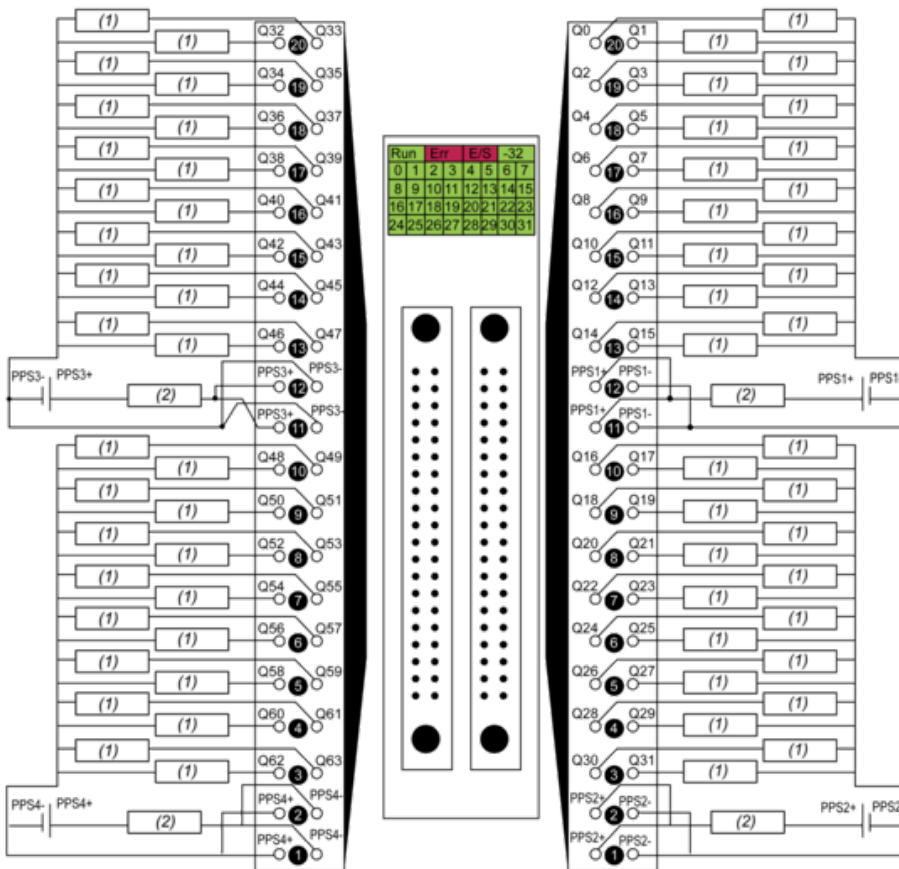 (1)
(1) Q32 20 Q33
(1)
(1) Q34 19 Q35
(1)
(1) Q36 18 Q37
(1)
(1) Q38 17 Q39
(1)
(1) Q40 16 Q41
(1)
(1) Q42 15 Q43
(1)
(1) Q44 14 Q45
(1)
(1) Q46 13 Q47
PPS3- PPS3+ (2) PPS3+ 12 PPS3-
PPS3+ 11 PPS3-
(1)
(1) Q48 10 Q49
(1)
(1) Q50 9 Q51
(1)
(1) Q52 8 Q53
(1)
(1) Q54 7 Q55
(1)
(1) Q56 6 Q57
(1)
(1) Q58 5 Q59
(1)
(1) Q60 4 Q61
(1)
(1) Q62 3 Q63
PPS4- PPS4+ (2) PPS4+ 2 PPS4-
PPS4+ 1 PPS4-
Run Err E/S -32
0 1 2 3 4 5 6 7
8 9 10 11 12 13 14 15
16 17 18 19 20 21 22 23
24 25 26 27 28 29 30 31
(1)
Q0 20 Q1 (1)
(1)
Q2 19 Q3 (1)
(1)
Q4 18 Q5 (1)
(1)
Q6 17 Q7 (1)
(1)
Q8 16 Q9 (1)
(1)
Q10 15 Q11 (1)
(1)
Q12 14 Q13 (1)
(1)
Q14 13 Q15 (1)
PPS1+ 12 PPS1- (2) PPS1+ PPS1
PPS1+ 11 PPS1-
(1)
Q16 10 Q17 (1)
(1)
Q18 9 Q19 (1)
(1)
Q20 8 Q21 (1)
(1)
Q22 7 Q23 (1)
(1)
Q24 6 Q25 (1)
(1)
Q26 5 Q27 (1)
(1)
Q28 4 Q29 (1)
(1)
Q30 3 Q31 (1)
PPS2+ 2 PPS2- (2) PPS2+ PPS2
PPS2+ 1 PPS2-